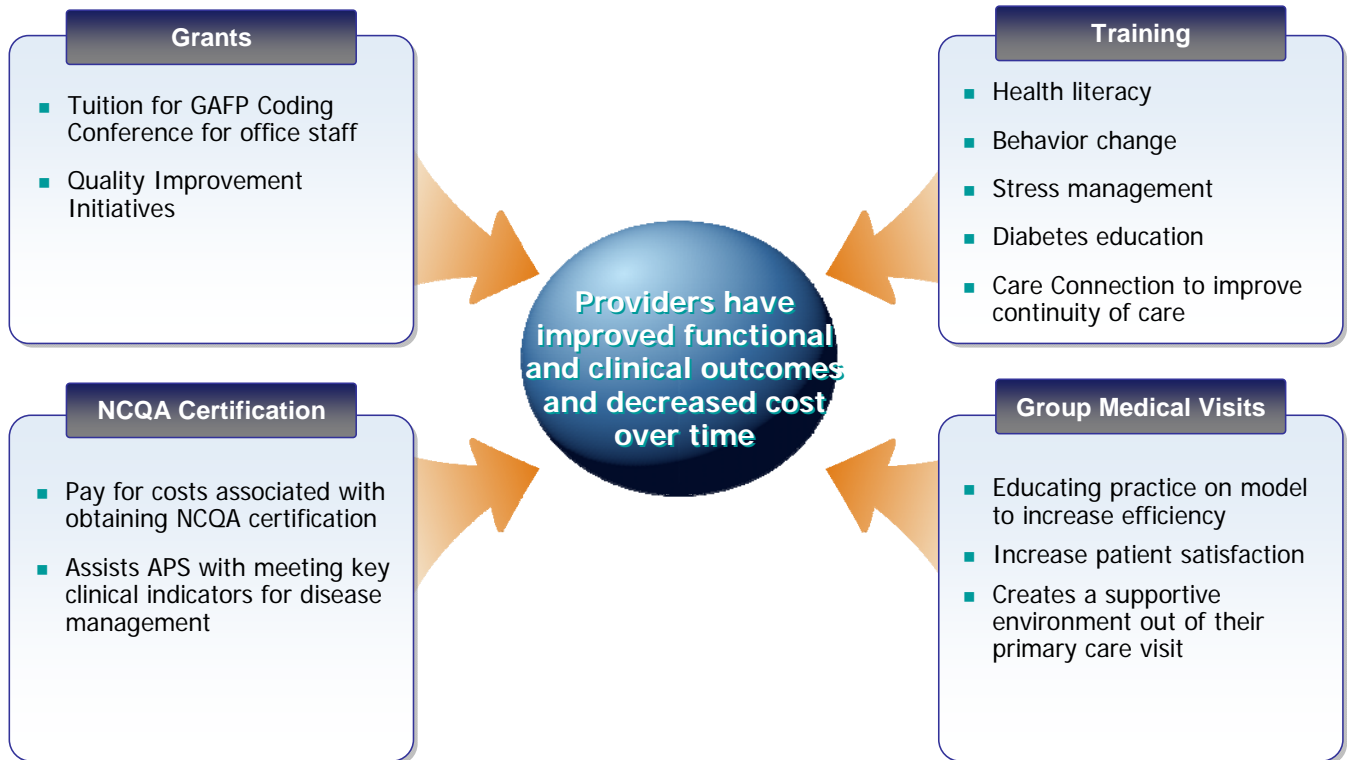 Grants
Tuition for GAFP Coding
Conference for office staff
Quality Improvement
Initiatives
Training
Health literacy
Behavior change
Stress management
Diabetes education
Care Connection to improve
continuity of care
Providers have
improved functional
and clinical outcomes
and decreased cost
over time
NCQA Certification
Pay for costs associated with
obtaining NCQA certification
Assists APS with meeting key
clinical indicators for disease
management
Group Medical Visits
Educating practice on model
to increase efficiency
Increase patient satisfaction
Creates a supportive
environment out of their
primary care visit